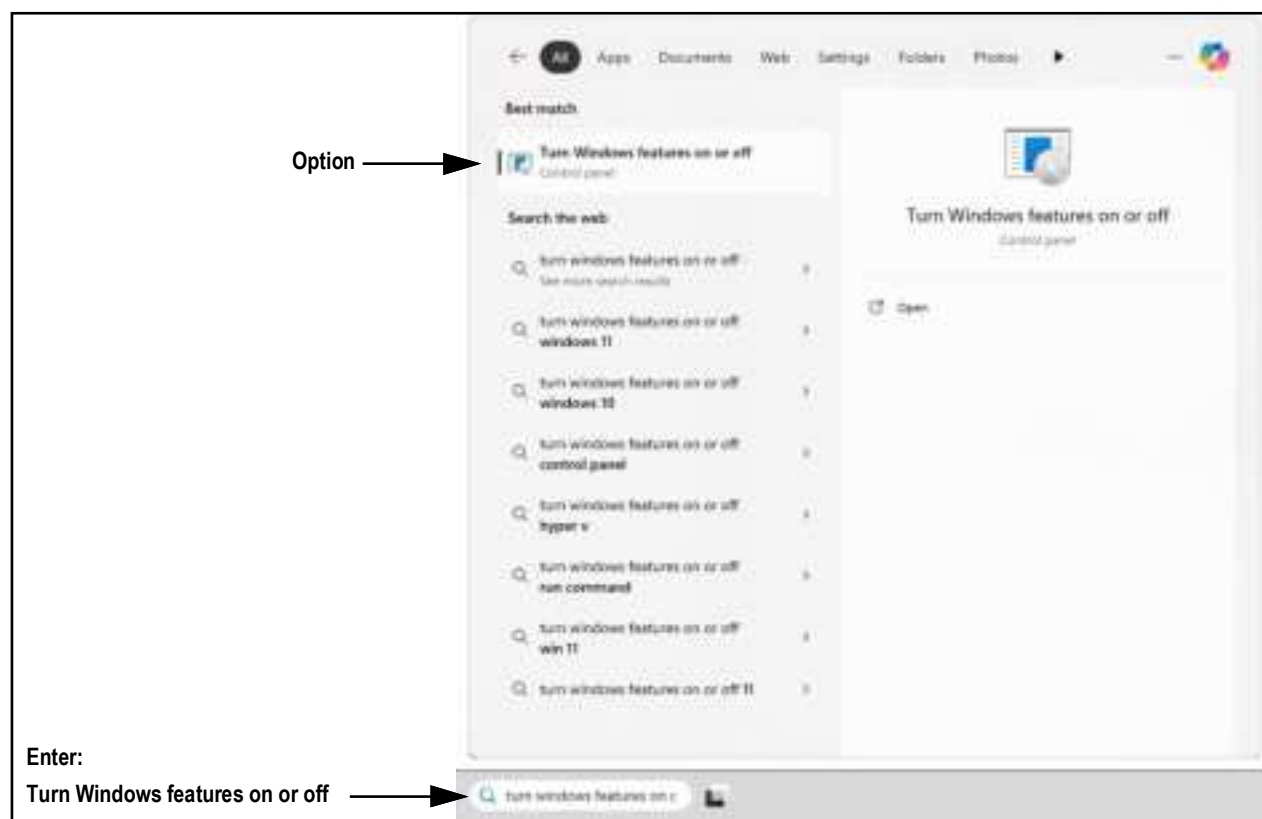 All Apps Documents Web Settings Folders Photos
Best match
Option
Turn Windows features on or off
Control panel
Search the web
turn windows features on or off
See more search results
turn windows features on or off
windows 11
turn windows features on or off
windows 10
turn windows features on or off
control panel
turn windows features on or off
hyper v
turn windows features on or off
run command
turn windows features on or off
win 11
turn windows features on or off 11
Turn Windows features on or off
Control panel
Open
Enter:
Turn Windows features on or off
turn windows features on o